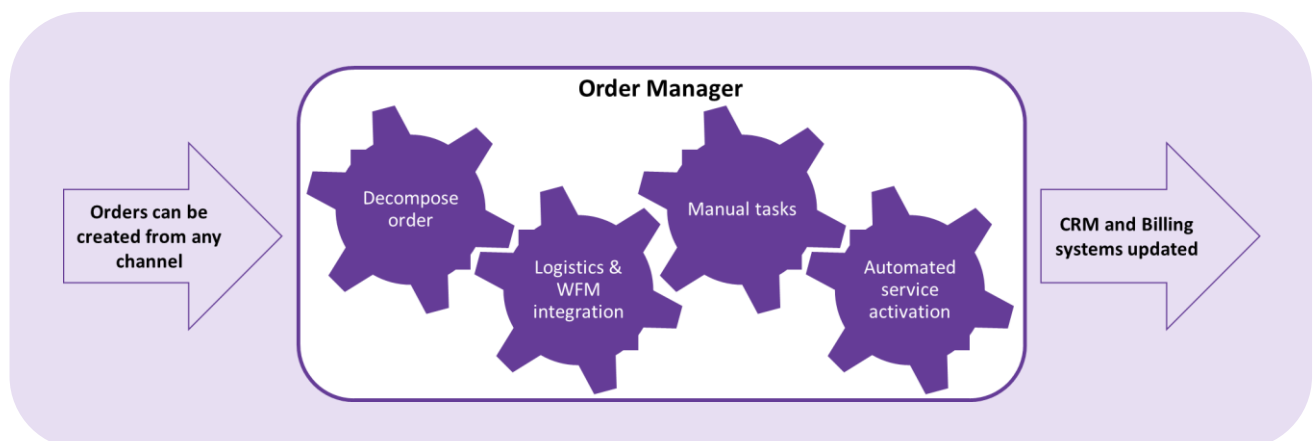 Order Manager
Orders can be
created from any
channel
Decompose
order
Logistics &
WFM
integration
Manual tasks
Automated
service
activation
CRM and Billing
systems updated